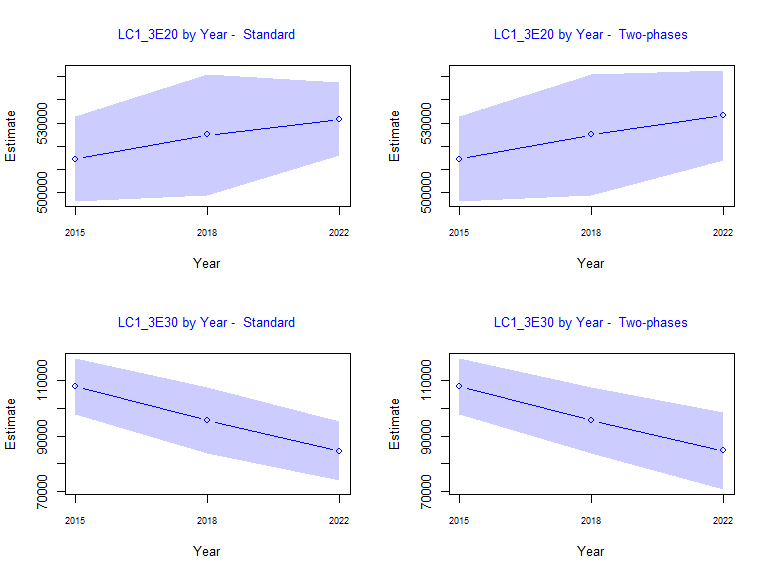 LC1_3E20 by Year -  Standard
Estimate
530000
500000
2015
2018
2022
Year
LC1_3E20 by Year -  Two-phases
Estimate
530000
500000
2015
2018
2022
Year
LC1_3E30 by Year -  Standard
Estimate
110000
90000
70000
2015
2018
2022
Year
LC1_3E30 by Year -  Two-phases
Estimate
110000
90000
70000
2015
2018
2022
Year